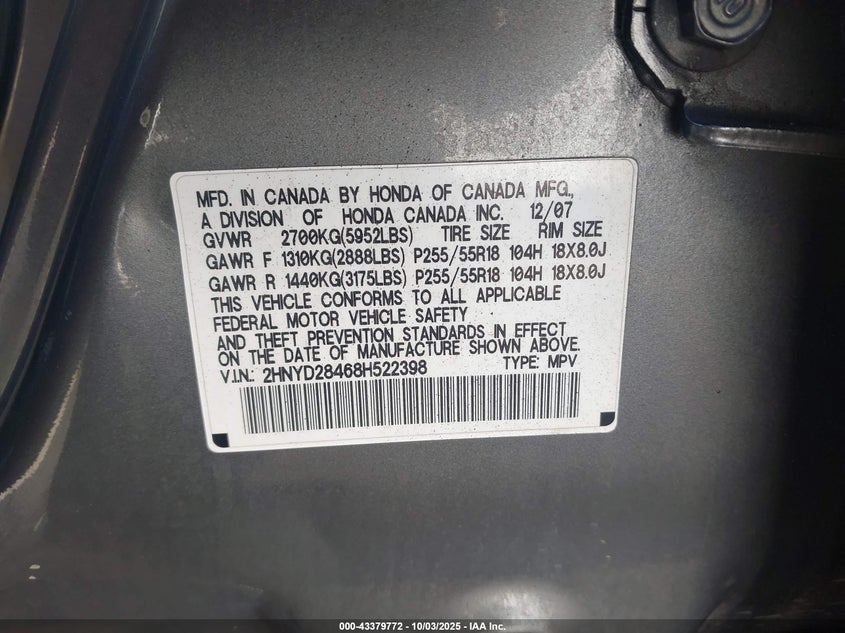 MFD. IN CANADA BY HONDA OF CANADA MFG.,
A DIVISION OF HONDA CANADA INC. 12/07
GVWR 2700KG(5952LBS) TIRE SIZE RIM SIZE
GAWR F 1310KG(2888LBS) P255/55R18 104H 18X8.0J
GAWR R 1440KG(3175LBS) P255/55R18 104H 18X8.0J
THIS VEHICLE CONFORMS TO ALL APPLICABLE
FEDERAL MOTOR VEHICLE SAFETY
AND THEFT PREVENTION STANDARDS IN EFFECT
ON THE DATE OF MANUFACTURE SHOWN ABOVE.
V.I.N.: 2HNYD28468H522398 TYPE: MPV
000-43379772 - 10/03/2025 - IAA Inc.